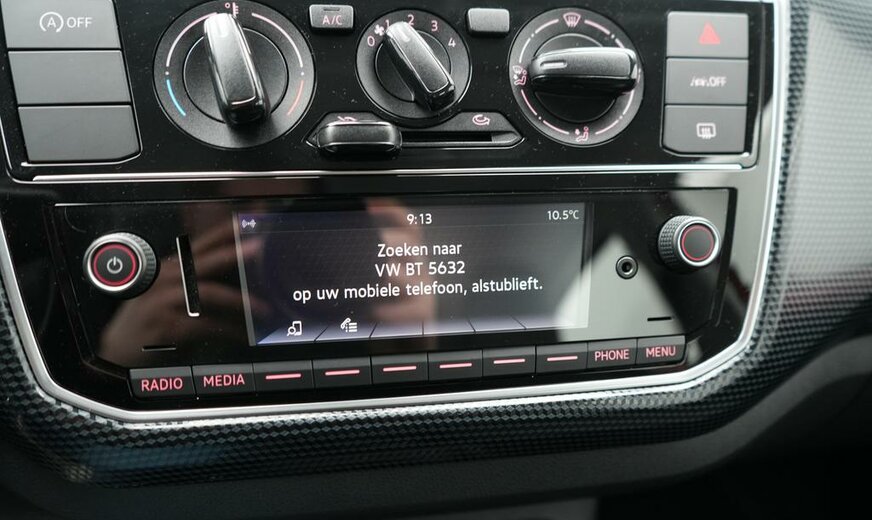 OFF
A/C
0 1 2 3 4
OFF
9:13
10.5°C
Zoeken naar
VW BT 5632
op uw mobiele telefoon, alstublieft.
RADIO
MEDIA
PHONE
MENU